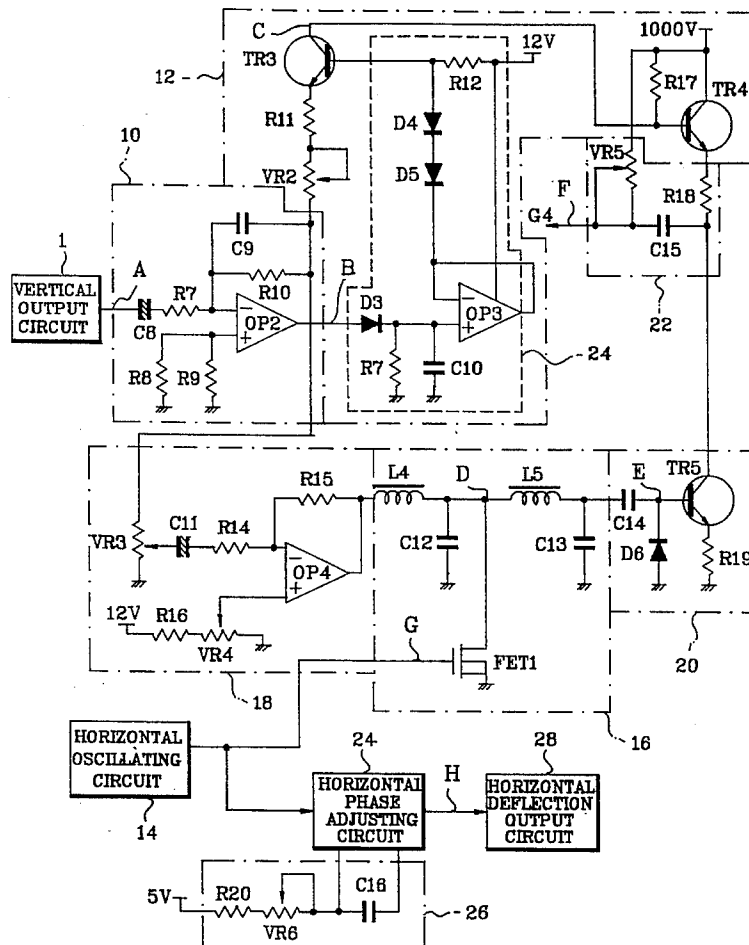 C
12
TR3
12V
R12
1000V
R17
TR4
R11
D4
10
VR2
D5
VR5
F
G4
R18
C15
C9
1
A
VERTICAL
OUTPUT
CIRCUIT
C8
R7
R10
OP2
B
D3
OP3
22
R8
R9
R7
C10
24
R15
L4
D
L5
E
TR5
VR3
C11
R14
OP4
C12
C13
C14
D6
R19
12V
R16
VR4
G
FET1
20
18
16
HORIZONTAL
OSCILLATING
CIRCUIT
14
24
HORIZONTAL
PHASE
ADJUSTING
CIRCUIT
H
28
HORIZONTAL
DEFLECTION
OUTPUT
CIRCUIT
5V
R20
VR6
C16
26